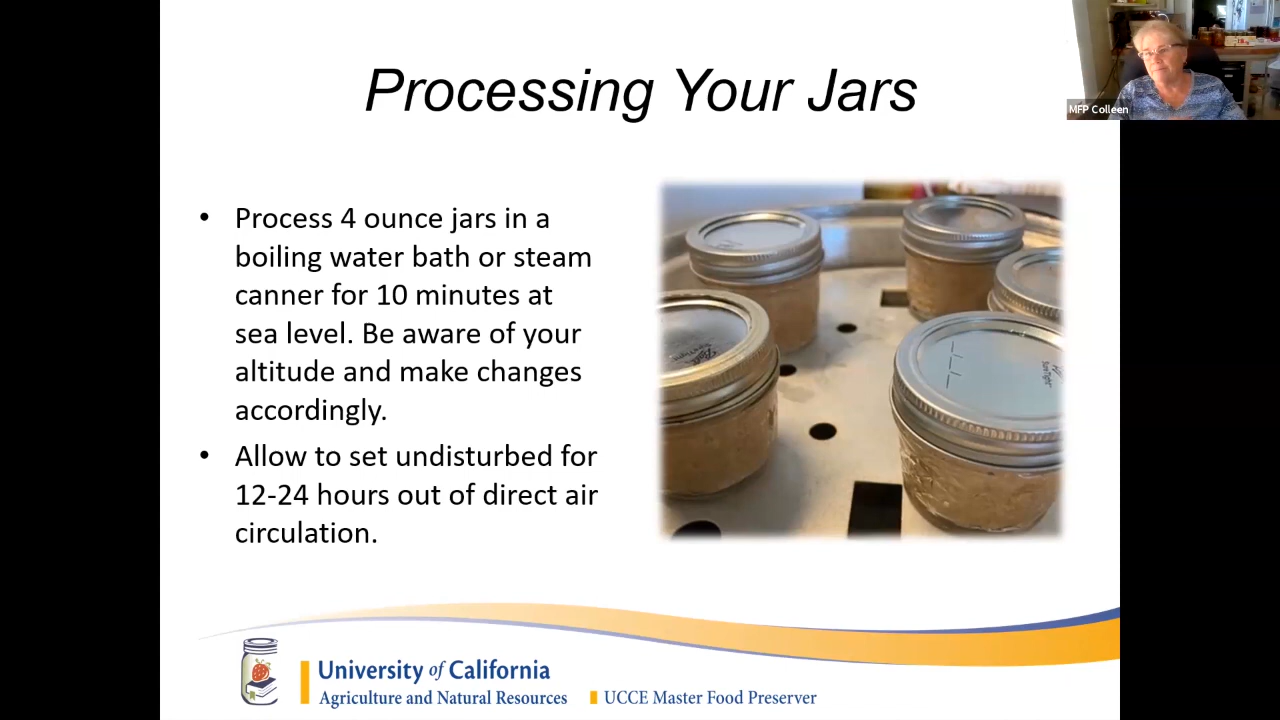 Processing Your Jars
MFP Colleen
• Process 4 ounce jars in a
boiling water bath or steam
canner for 10 minutes at
sea level. Be aware of your
altitude and make changes
accordingly.
• Allow to set undisturbed for
12-24 hours out of direct air
circulation.
University of California
Agriculture and Natural Resources
UCCE Master Food Preserver